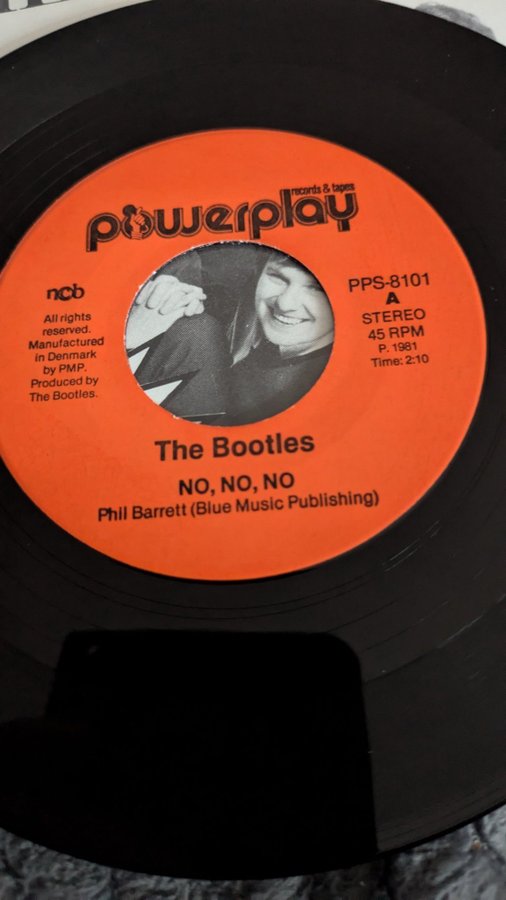 records & tapes
powerplay
ncb
All rights
reserved.
Manufactured
in Denmark
by PMP.
Produced by
The Bootles.
PPS-8101
A
STEREO
45 RPM
P. 1981
Time: 2:10
The Bootles
NO, NO, NO
Phil Barrett (Blue Music Publishing)